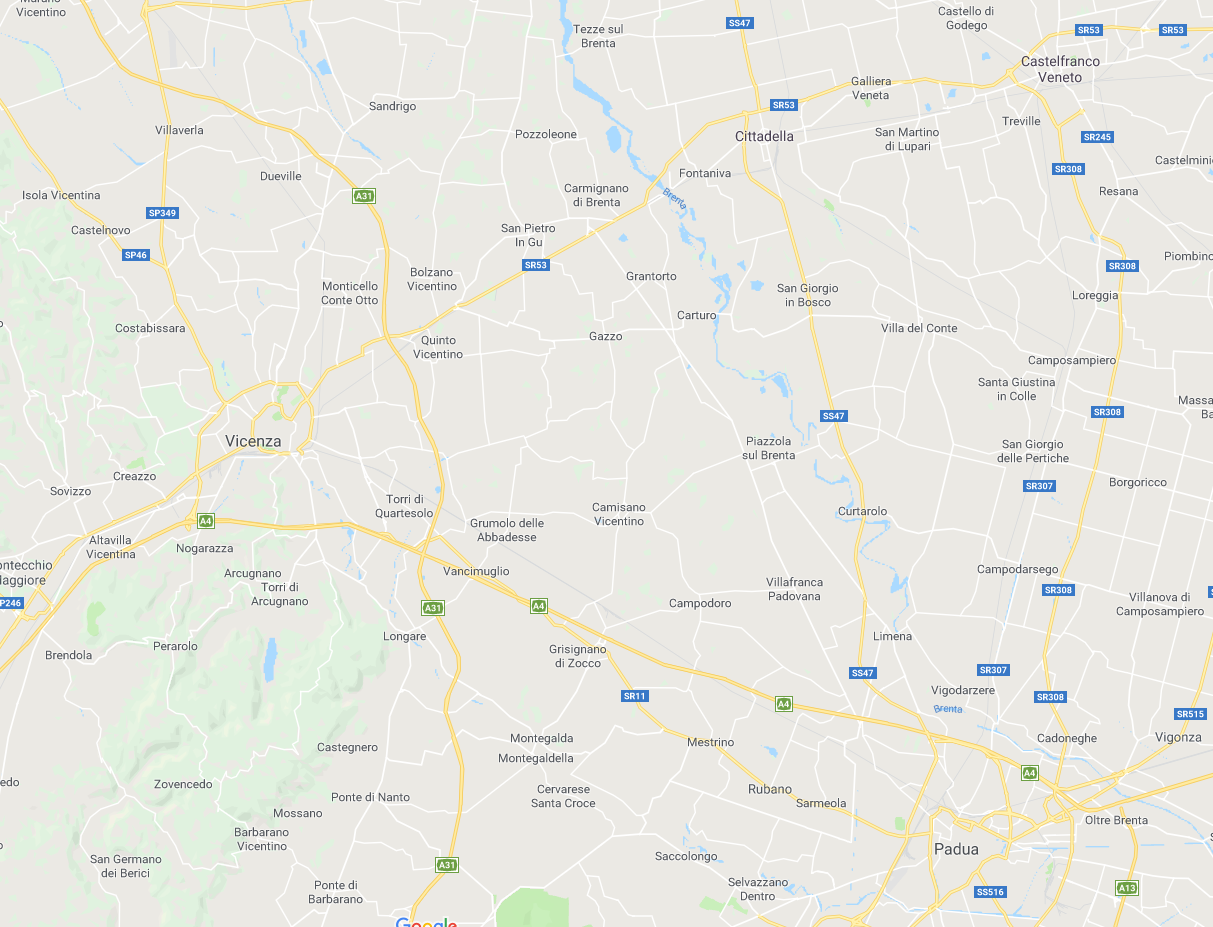 Marano
Vicentino
Tezze sul
Brenta
SS47
Castello di
Godego
SR53
SR53
Castelfranco
Veneto
Galliera
Veneta
Sandrigo
SR53
Villaverla
Pozzoleone
Cittadella
Treville
San Martino
di Lupari
SR245
Castelmini
Dueville
Fontaniva
SR308
Isola Vicentina
A31
Carmignano
di Brenta
Brenta
Resana
SP349
Castelnovo
San Pietro
In Gu
SP46
SR53
Piombino
SR308
Bolzano
Vicentino
Grantorto
Monticello
Conte Otto
San Giorgio
in Bosco
Loreggia
Costabissara
Carturo
Villa del Conte
Gazzo
Quinto
Vicentino
Camposampiero
Santa Giustina
in Colle
Massa
Ba
SS47
SR308
Vicenza
Piazzola
sul Brenta
San Giorgio
delle Pertiche
Creazzo
Sovizzo
SR307
Borgoricco
Torri di
Quartesolo
Camisano
Vicentino
Curtarolo
A4
Grumolo delle
Abbadesse
Altavilla
Vicentina
Nogarazza
ontecchio
laggiore
Arcugnano
Torri di
Arcugnano
Vancimuglio
Campodarsego
Villafranca
Padovana
SR308
P246
A31
A4
Campodoro
Villanova di
Camposampiero
Longare
Limena
Perarolo
Brendola
Grisignano
di Zocco
SS47
SR307
SR11
Vigodarzere
SR308
A4
Brenta
SR515
Castegnero
Montegalda
Mestrino
Cadoneghe
Vigonza
Montegaldella
A4
edo
Zovencedo
Ponte di Nanto
Cervarese
Santa Croce
Rubano
Sarmeola
Mossano
Oltre Brenta
Barbarano
Vicentino
Padua
San Germano
dei Berici
A31
Saccolongo
Ponte di
Barbarano
Selvazzano
Dentro
SS516
A13
Google